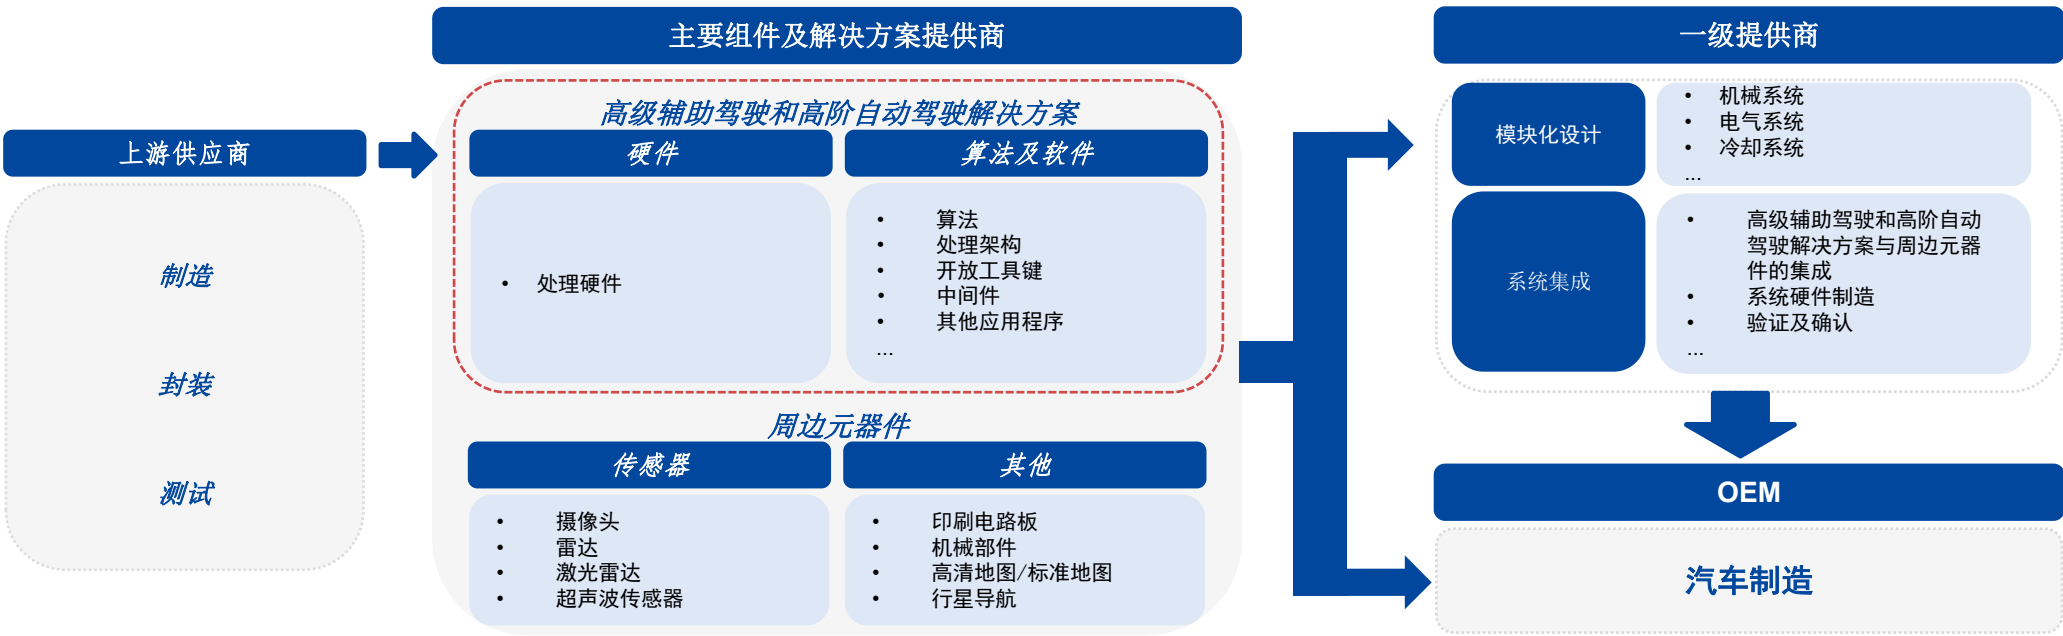 上游供应商
制造
封装
测试
主要组件及解决方案提供商
高级辅助驾驶和高阶自动驾驶解决方案
硬件
• 处理硬件
算法及软件
• 算法
• 处理架构
• 开放工具键
• 中间件
• 其他应用程序
...
周边元器件
传感器
• 摄像头
• 雷达
• 激光雷达
• 超声波传感器
其他
• 印刷电路板
• 机械部件
• 高清地图/标准地图
• 行星导航
一级提供商
模块化设计
• 机械系统
• 电气系统
• 冷却系统
...
系统集成
• 高级辅助驾驶和高阶自动
驾驶解决方案与周边元器
件的集成
• 系统硬件制造
• 验证及确认
...
OEM
汽车制造